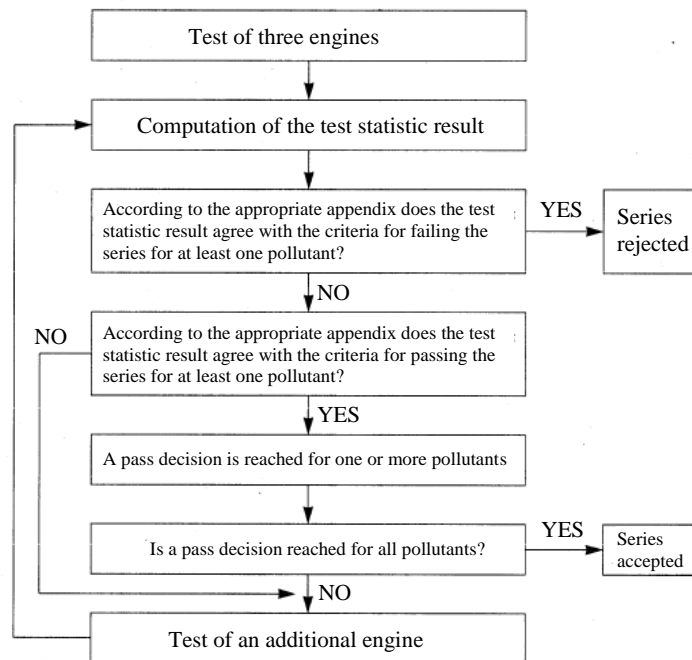 Test of three engines
Computation of the test statistic result
According to the appropriate appendix does the test
statistic result agree with the criteria for failing the
series for at least one pollutant?
YES
Series
rejected
NO
According to the appropriate appendix does the test
statistic result agree with the criteria for passing the
series for at least one pollutant?
NO
YES
A pass decision is reached for one or more pollutants
Is a pass decision reached for all pollutants?
YES
Series
accepted
NO
Test of an additional engine